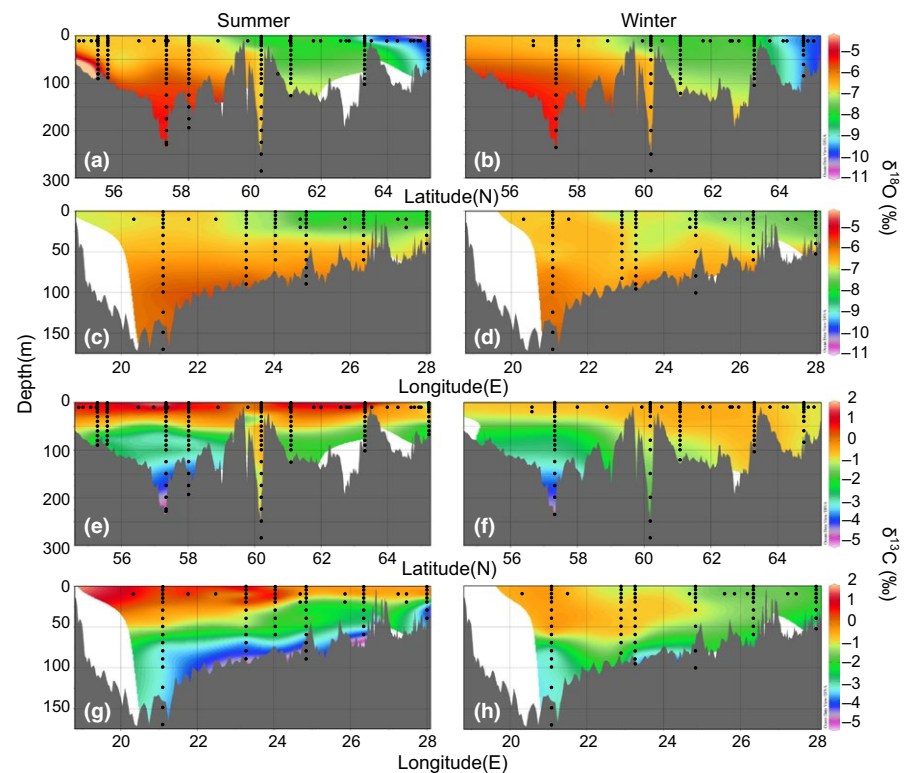 Summer Winter
0
100
200
300
(a) (b)
56 58 60 62 64 56 58 60 62 64
Latitude(N)
−5
−6
−7
−8
−9
−10
−11
δ18O (‰)
0
50
100
150
(c) (d)
20 22 24 26 28 20 22 24 26 28
Longitude(E)
−5
−6
−7
−8
−9
−10
−11
Depth(m)
0
100
200
300
(e) (f)
56 58 60 62 64 56 58 60 62 64
Latitude(N)
2
1
0
−1
−2
−3
−4
−5
δ13C (‰)
0
50
100
150
(g) (h)
20 22 24 26 28 20 22 24 26 28
Longitude(E)
2
1
0
−1
−2
−3
−4
−5